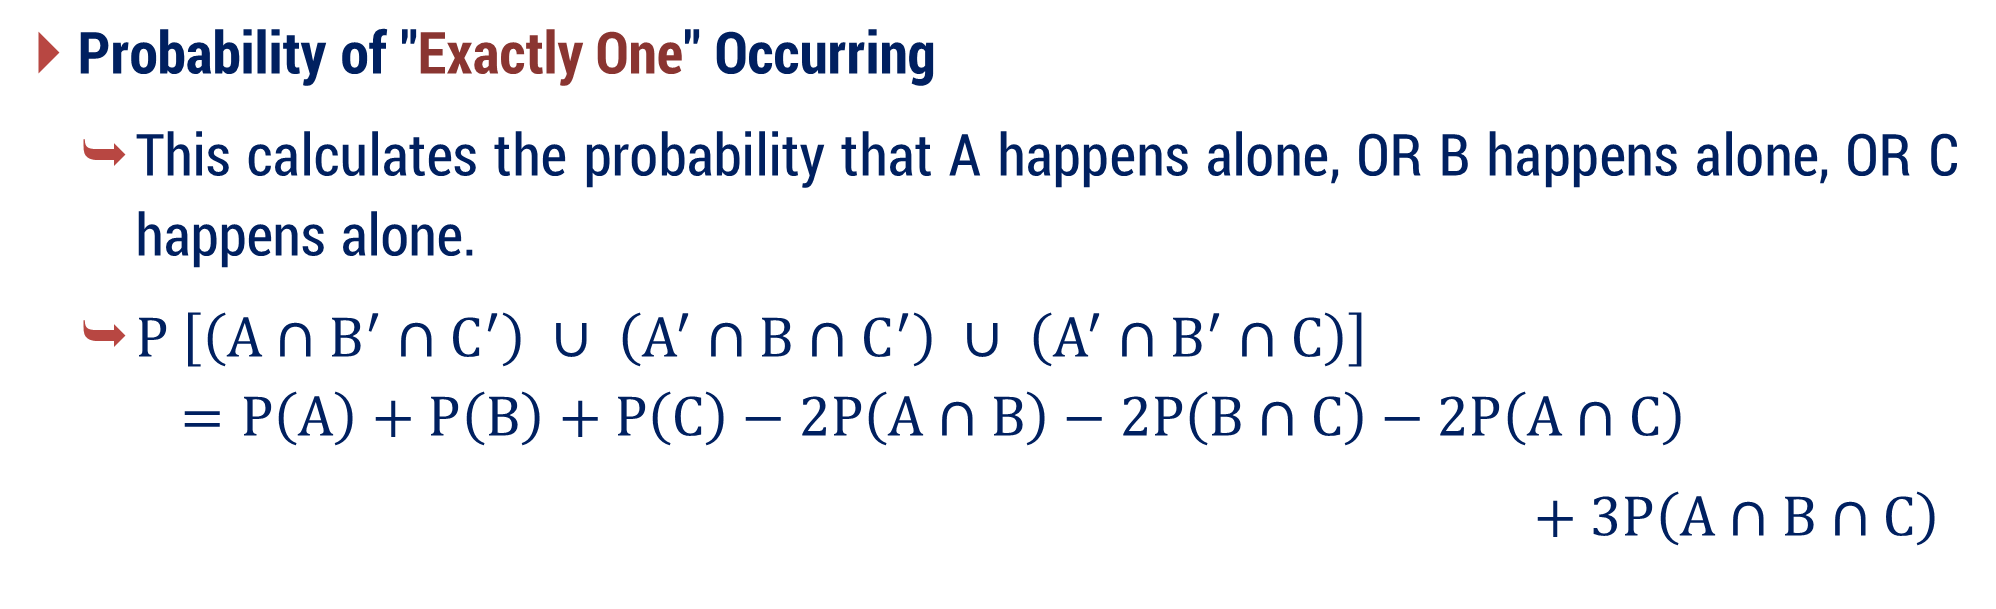 Probability of "Exactly One" Occurring
This calculates the probability that A happens alone, OR B happens alone, OR C
happens alone.
P [(A ∩ B′ ∩ C′) ∪ (A′ ∩ B ∩ C′) ∪ (A′ ∩ B′ ∩ C)]
= P(A) + P(B) + P(C) − 2P(A ∩ B) − 2P(B ∩ C) − 2P(A ∩ C)
+ 3P(A ∩ B ∩ C)